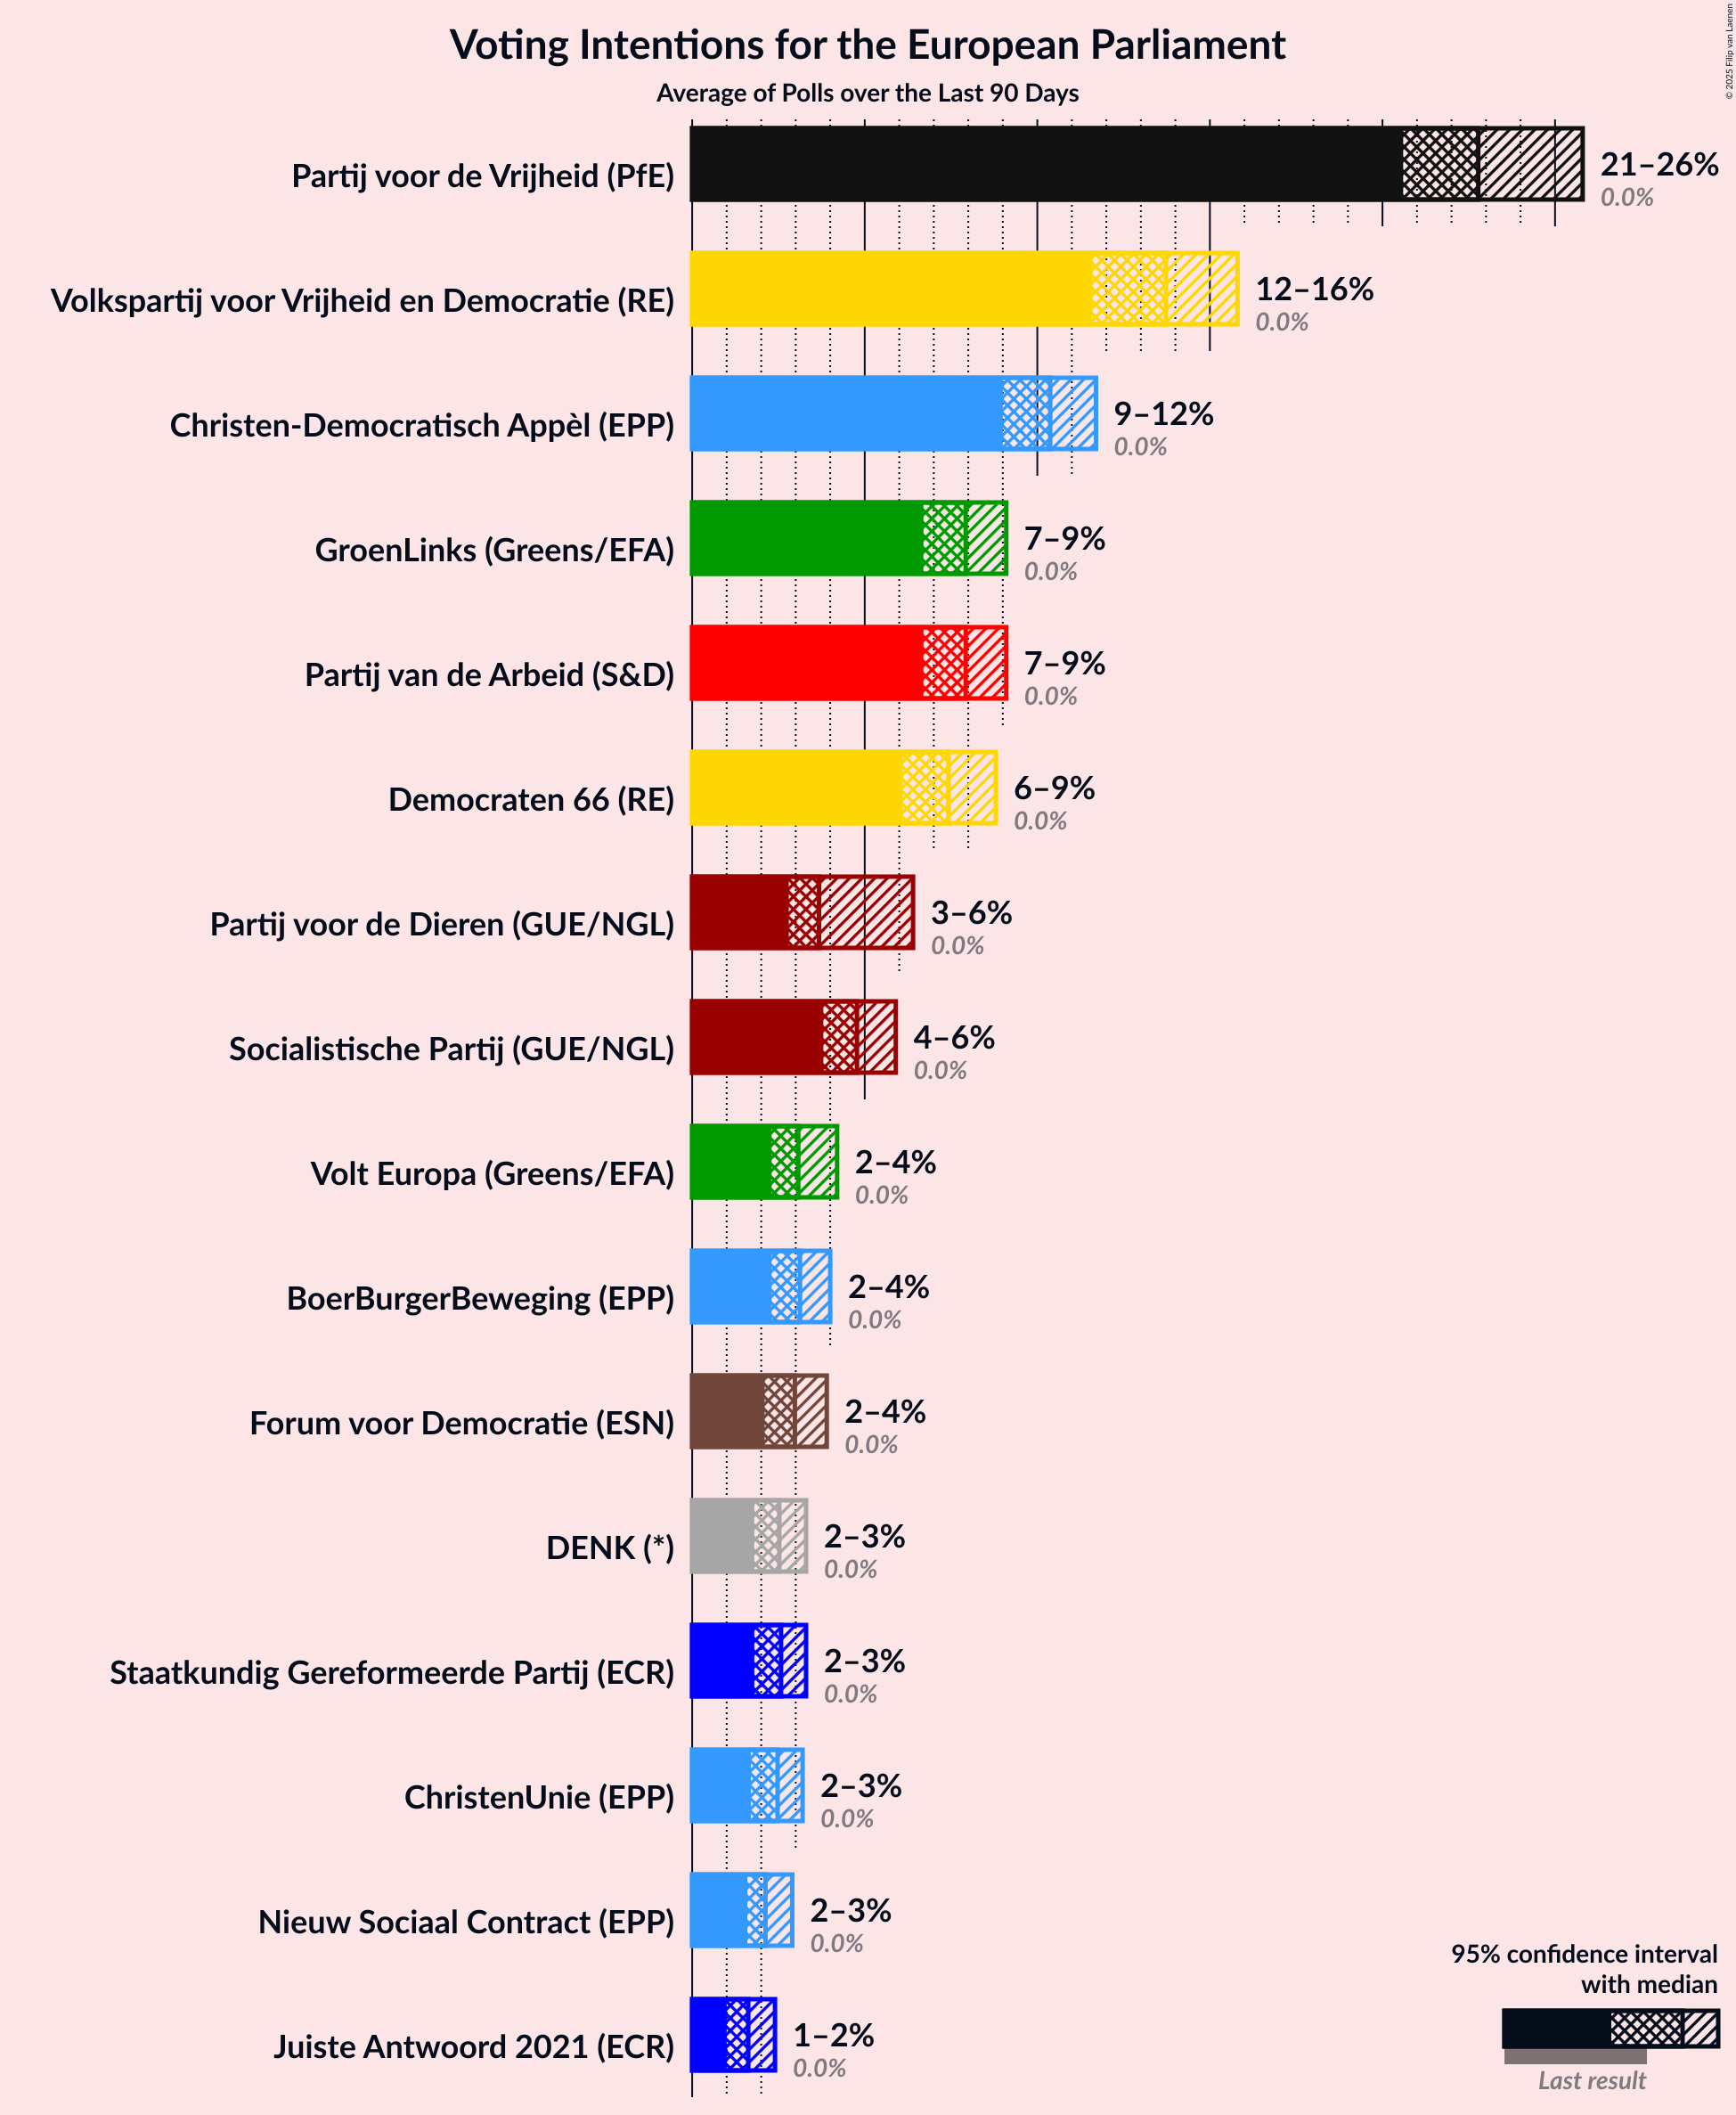 Voting Intentions for the European Parliament
Average of Polls over the Last 90 Days
© 2025 Filip van Laenen
Partij voor de Vrijheid (PfE)
21–26%
0.0%
Volkspartij voor Vrijheid en Democratie (RE)
12–16%
0.0%
Christen-Democratisch Appèl (EPP)
9–12%
0.0%
GroenLinks (Greens/EFA)
7–9%
0.0%
Partij van de Arbeid (S&D)
7–9%
0.0%
Democraten 66 (RE)
6–9%
0.0%
Partij voor de Dieren (GUE/NGL)
3–6%
0.0%
Socialistische Partij (GUE/NGL)
4–6%
0.0%
Volt Europa (Greens/EFA)
2–4%
0.0%
BoerBurgerBeweging (EPP)
2–4%
0.0%
Forum voor Democratie (ESN)
2–4%
0.0%
DENK (*)
2–3%
0.0%
Staatkundig Gereformeerde Partij (ECR)
2–3%
0.0%
ChristenUnie (EPP)
2–3%
0.0%
Nieuw Sociaal Contract (EPP)
2–3%
0.0%
Juiste Antwoord 2021 (ECR)
1–2%
0.0%
95% confidence interval
with median
Last result